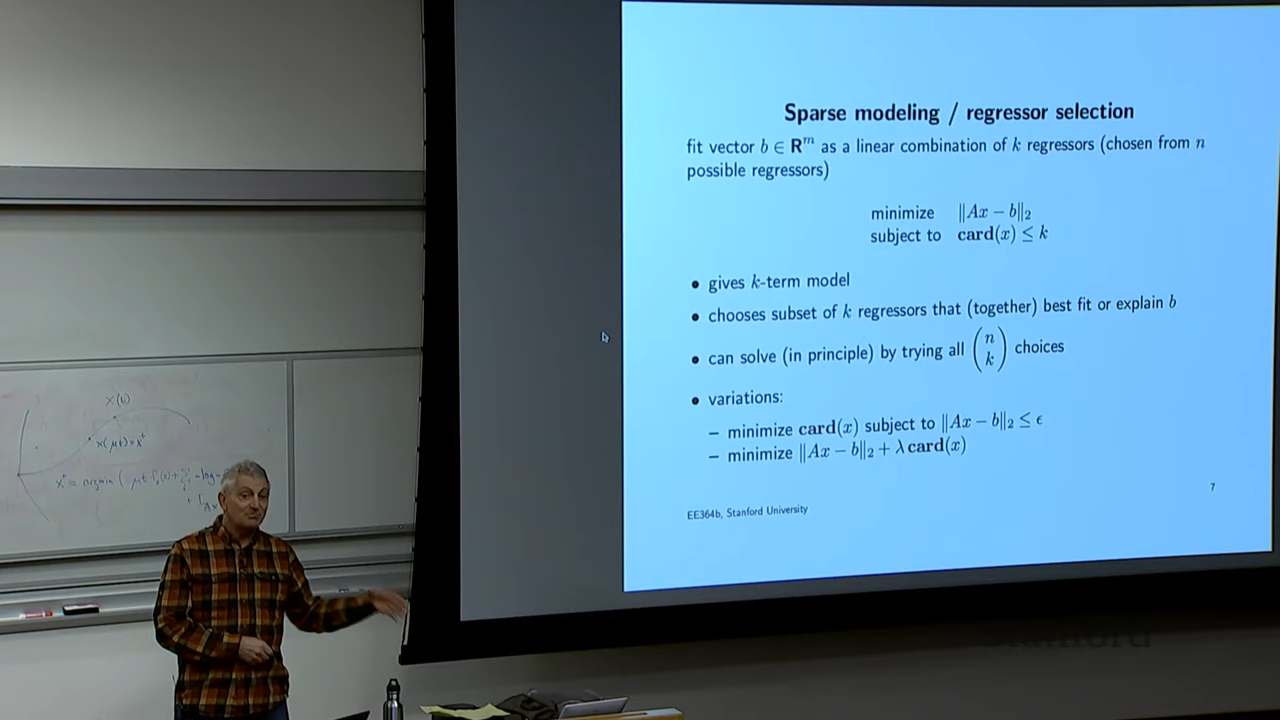 Sparse modeling / regressor selection
fit vector b ∈ R^m as a linear combination of k regressors (chosen from n
possible regressors)
minimize ‖Ax − b‖₂
subject to card(x) ≤ k
• gives k-term model
• chooses subset of k regressors that (together) best fit or explain b
• can solve (in principle) by trying all (n k) choices
• variations:
– minimize card(x) subject to ‖Ax − b‖₂ ≤ ϵ
– minimize ‖Ax − b‖₂ + λ card(x)
7
EE364b, Stanford University
x(μt)=x⁺
x⁺ = argmin ( μt